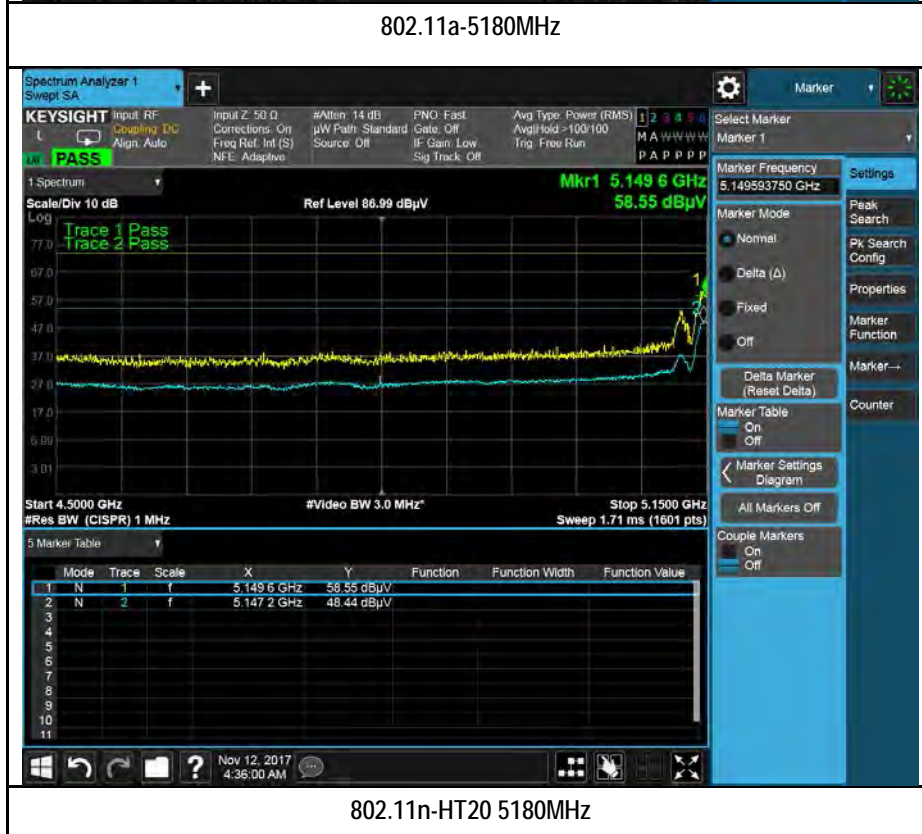 802.11a-5180MHz
Spectrum Analyzer 1
Swept SA
+
Marker
KEYSIGHT
L
PASS
Input: RF
Coupling: DC
Align: Auto
Input Z: 50 Ω
Corrections: On
Freq Ref: Int (S)
NFE: Adaptive
#Atten: 14 dB
µW Path: Standard
Source: Off
PNO: Fast
Gate: Off
IF Gain: Low
Sig Track: Off
Avg Type: Power (RMS)
Avg|Hold: >100/100
Trig: Free Run
1 2 3 4 5 6
M A W W W W
P A P P P P
Select Marker
Marker 1
1 Spectrum
Scale/Div 10 dB
Ref Level 86.99 dBµV
Mkr1 5.149 6 GHz
58.55 dBµV
Log
Trace 1 Pass
Trace 2 Pass
77.0
67.0
57.0
47.0
37.0
27.0
17.0
6.99
3.01
1
2
Start 4.5000 GHz
#Video BW 3.0 MHz*
Stop 5.1500 GHz
#Res BW (CISPR) 1 MHz
Sweep 1.71 ms (1601 pts)
5 Marker Table
Mode Trace Scale X Y Function Function Width Function Value
1 N 1 f 5.149 6 GHz 58.55 dBµV
2 N 2 f 5.147 2 GHz 48.44 dBµV
3
4
5
6
7
8
9
10
11
Marker Frequency
5.149593750 GHz
Marker Mode
Normal
Delta (Δ)
Fixed
Off
Delta Marker
(Reset Delta)
Marker Table
On
Off
Marker Settings
Diagram
All Markers Off
Couple Markers
On
Off
Settings
Peak
Search
Pk Search
Config
Properties
Marker
Function
Marker→
Counter
?
Nov 12, 2017
4:36:00 AM
802.11n-HT20 5180MHz